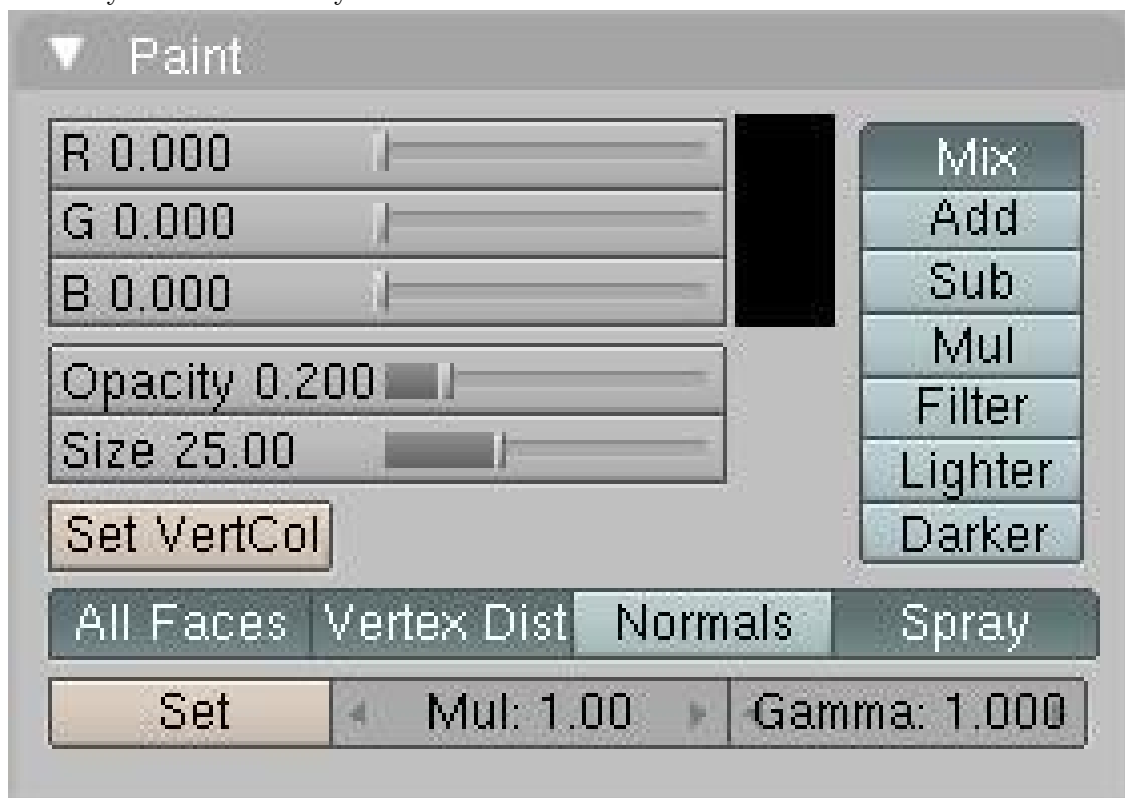 Paint
R 0.000
G 0.000
B 0.000
Opacity 0.200
Size 25.00
Set VertCol
Mix
Add
Sub
Mul
Filter
Lighter
Darker
All Faces Vertex Dist Normals Spray
Set Mul: 1.00 Gamma: 1.000